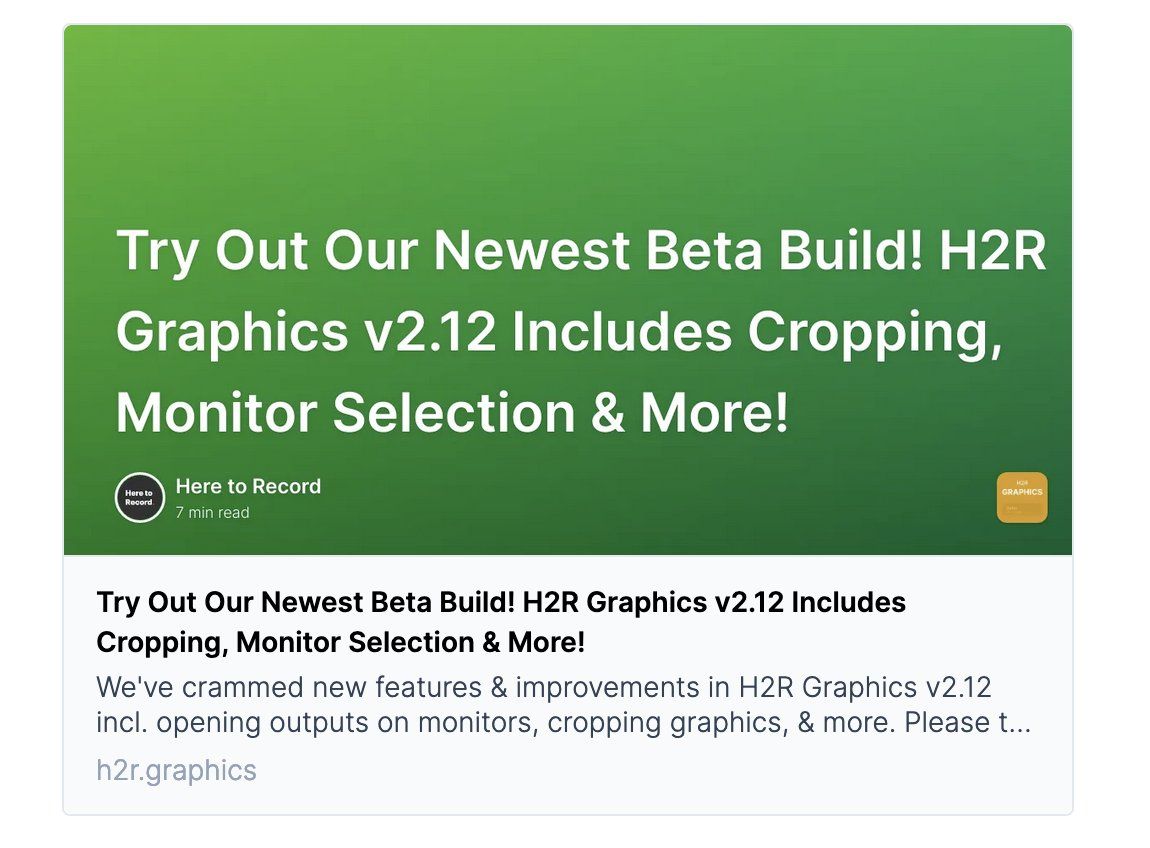 Try Out Our Newest Beta Build! H2R
Graphics v2.12 Includes Cropping,
Monitor Selection & More!
Here to
Record
Here to Record
7 min read
H2R
GRAPHICS
Try Out Our Newest Beta Build! H2R Graphics v2.12 Includes
Cropping, Monitor Selection & More!
We've crammed new features & improvements in H2R Graphics v2.12
incl. opening outputs on monitors, cropping graphics, & more. Please t...
h2r.graphics